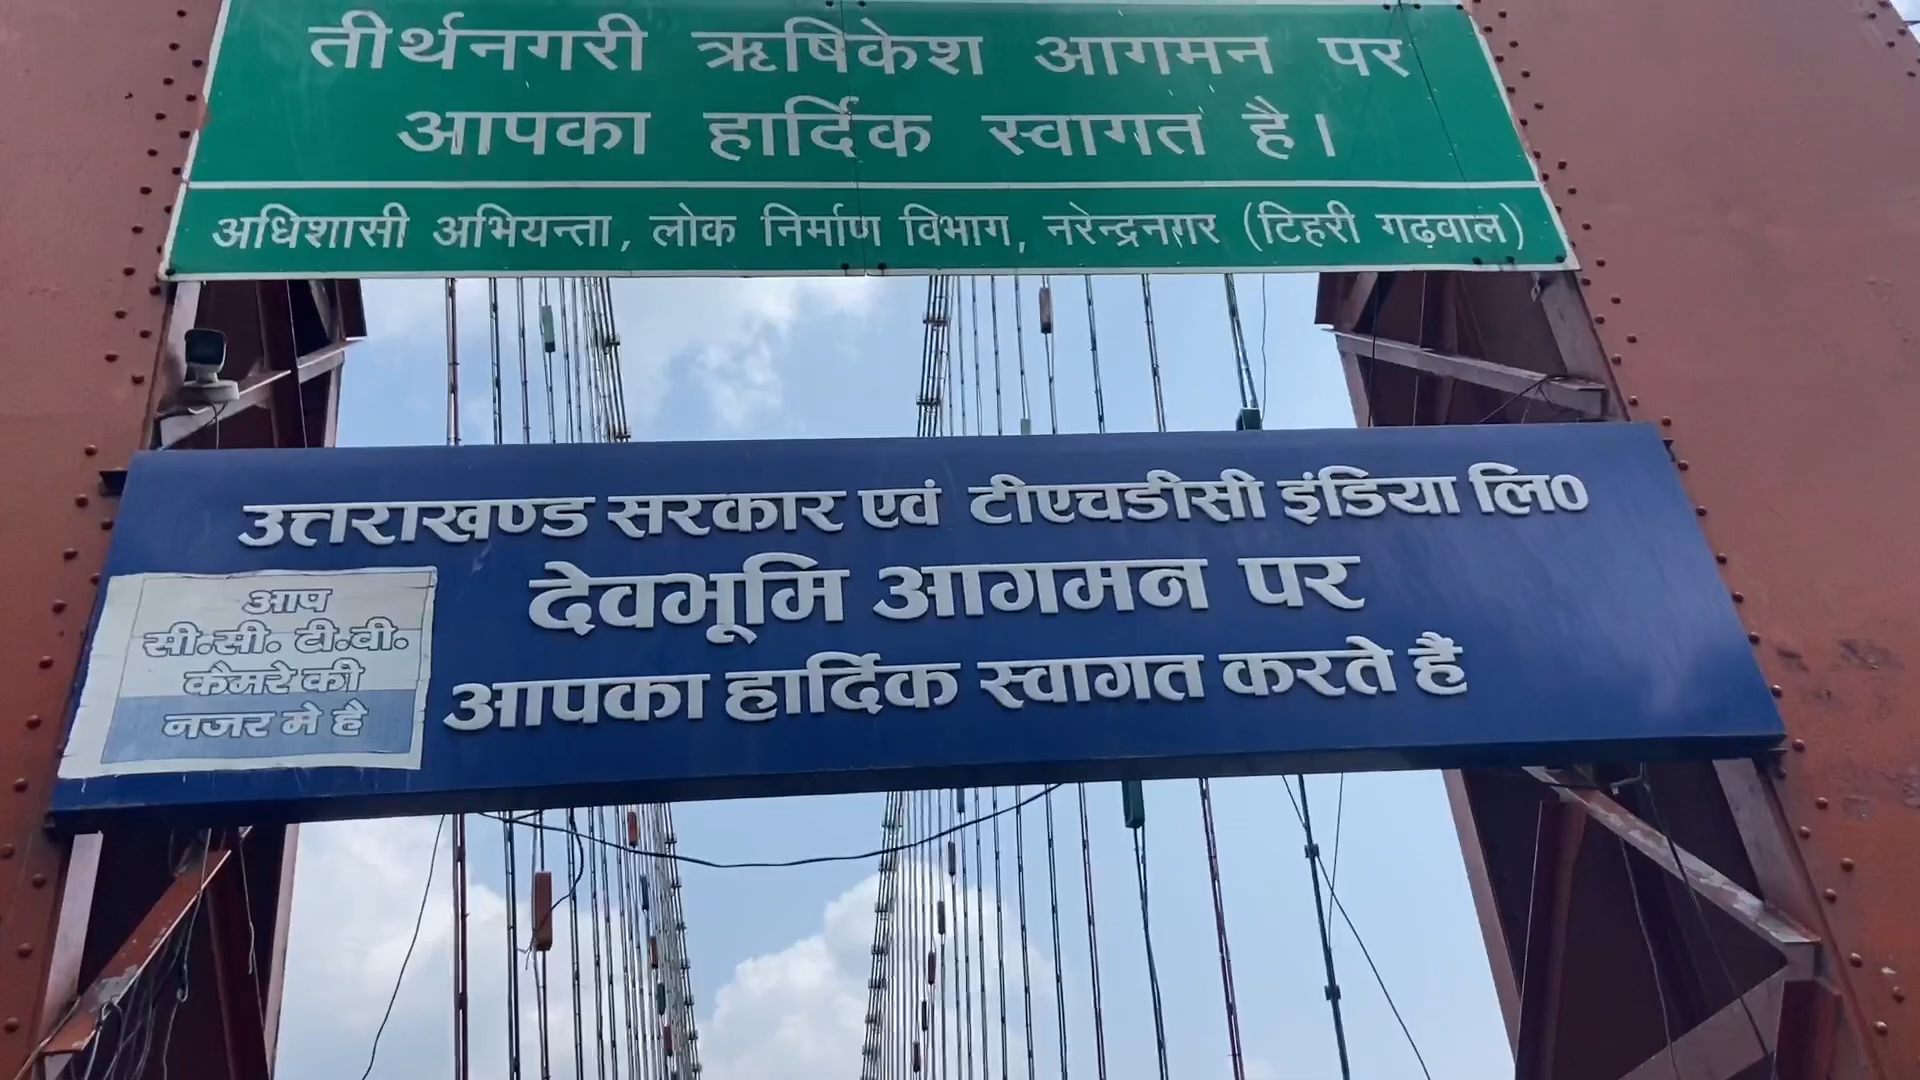 तीर्थनगरी ऋषिकेश आगमन पर
आपका हार्दिक स्वागत है।
अधिशासी अभियन्ता, लोक निर्माण विभाग, नरेन्द्रनगर (टिहरी गढ़वाल)
उत्तराखण्ड सरकार एवं टीएचडीसी इंडिया लि०
देवभूमि आगमन पर
आपका हार्दिक स्वागत करते हैं
आप
सी.सी. टी.वी.
कैमरे की
नजर मे है